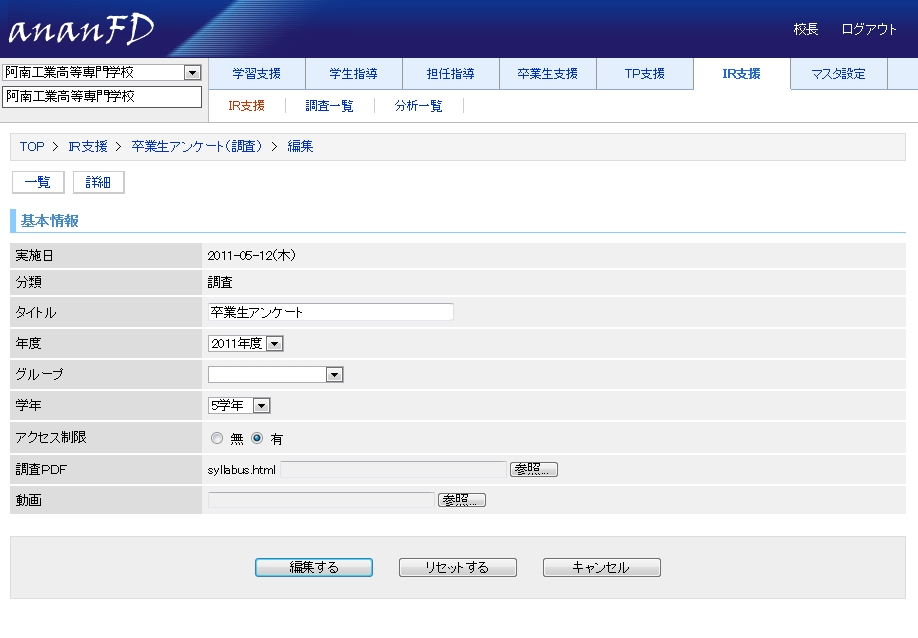 ananFD
校長 ログアウト
阿南工業高等専門学校
阿南工業高等専門学校
学習支援 学生指導 担任指導 卒業生支援 TP支援 IR支援 マスタ設定
IR支援 調査一覧 分析一覧
TOP > IR支援 > 卒業生アンケート(調査) > 編集
一覧 詳細
基本情報
実施日 2011-05-12(木)
分類 調査
タイトル 卒業生アンケート
年度 2011年度
グループ
学年 5学年
アクセス制限 無 有
調査PDF syllabus.html 参照...
動画 参照...
編集する リセットする キャンセル